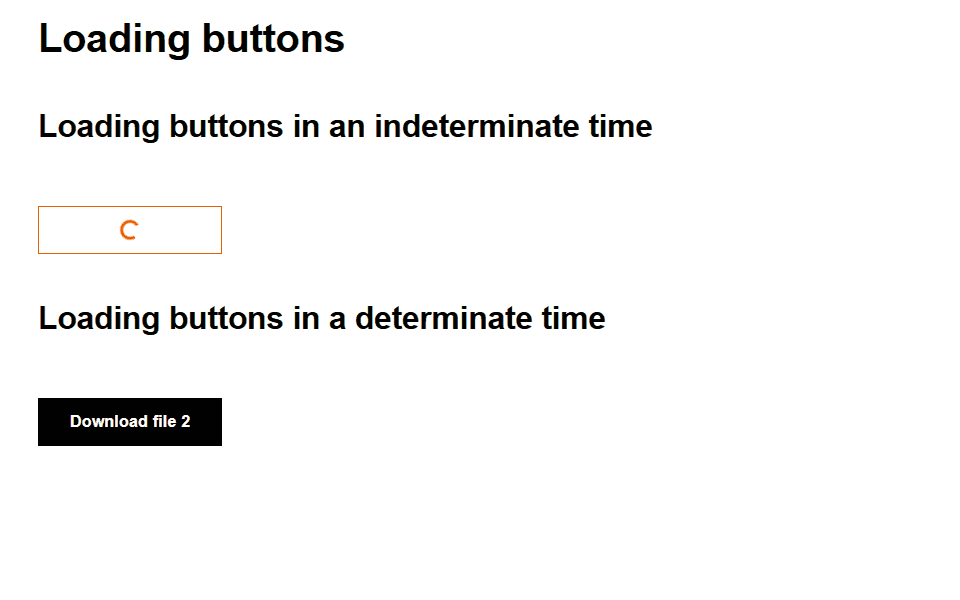 Loading buttons
Loading buttons in an indeterminate time
Loading buttons in a determinate time
Download file 2